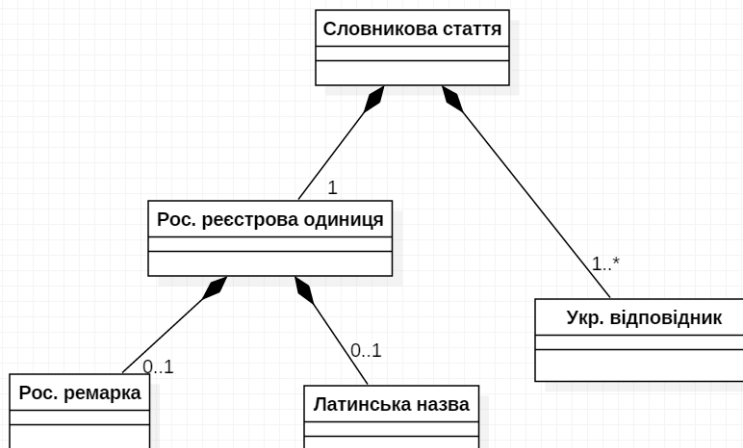 Словникова стаття
1
Рос. реєстрова одиниця
1..*
Укр. відповідник
0..1
0..1
Рос. ремарка
Латинська назва